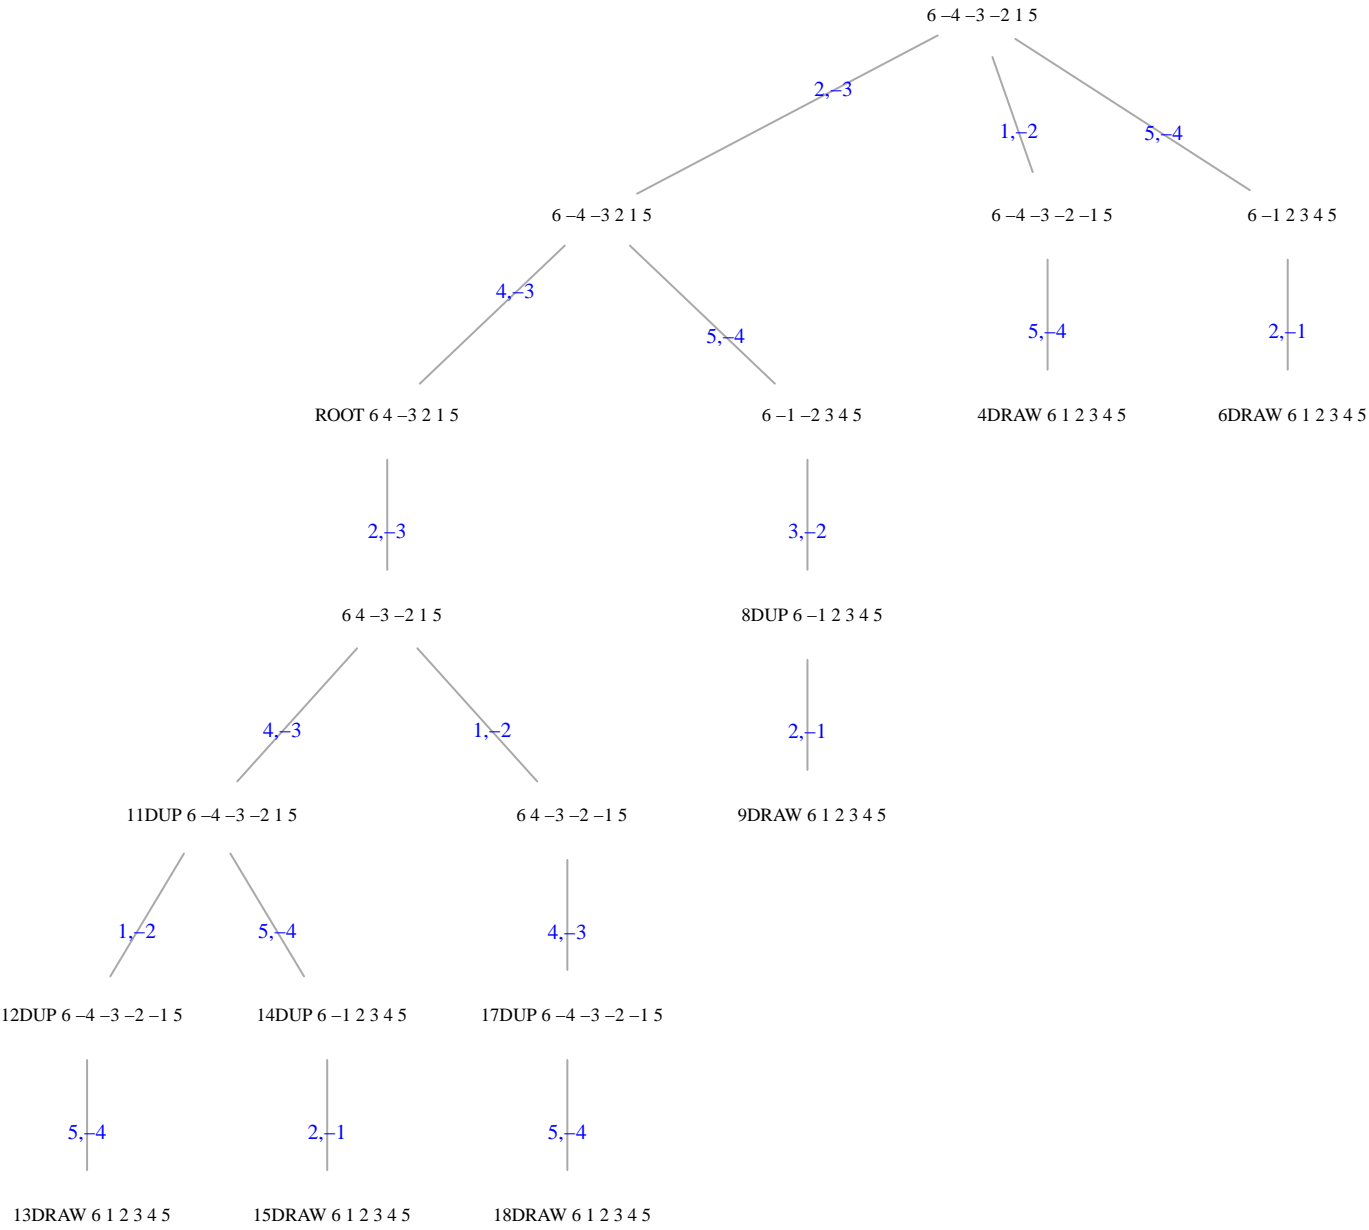 6 –4 –3 –2 1 5
2,–3
1,–2
5,–4
6 –4 –3 2 1 5
6 –4 –3 –2 –1 5
6 –1 2 3 4 5
4,–3
5,–4
5,–4
2,–1
ROOT 6 4 –3 2 1 5
6 –1 –2 3 4 5
4DRAW 6 1 2 3 4 5
6DRAW 6 1 2 3 4 5
2,–3
3,–2
6 4 –3 –2 1 5
8DUP 6 –1 2 3 4 5
4,–3
1,–2
2,–1
11DUP 6 –4 –3 –2 1 5
6 4 –3 –2 –1 5
9DRAW 6 1 2 3 4 5
1,–2
5,–4
4,–3
12DUP 6 –4 –3 –2 –1 5
14DUP 6 –1 2 3 4 5
17DUP 6 –4 –3 –2 –1 5
5,–4
2,–1
5,–4
13DRAW 6 1 2 3 4 5
15DRAW 6 1 2 3 4 5
18DRAW 6 1 2 3 4 5